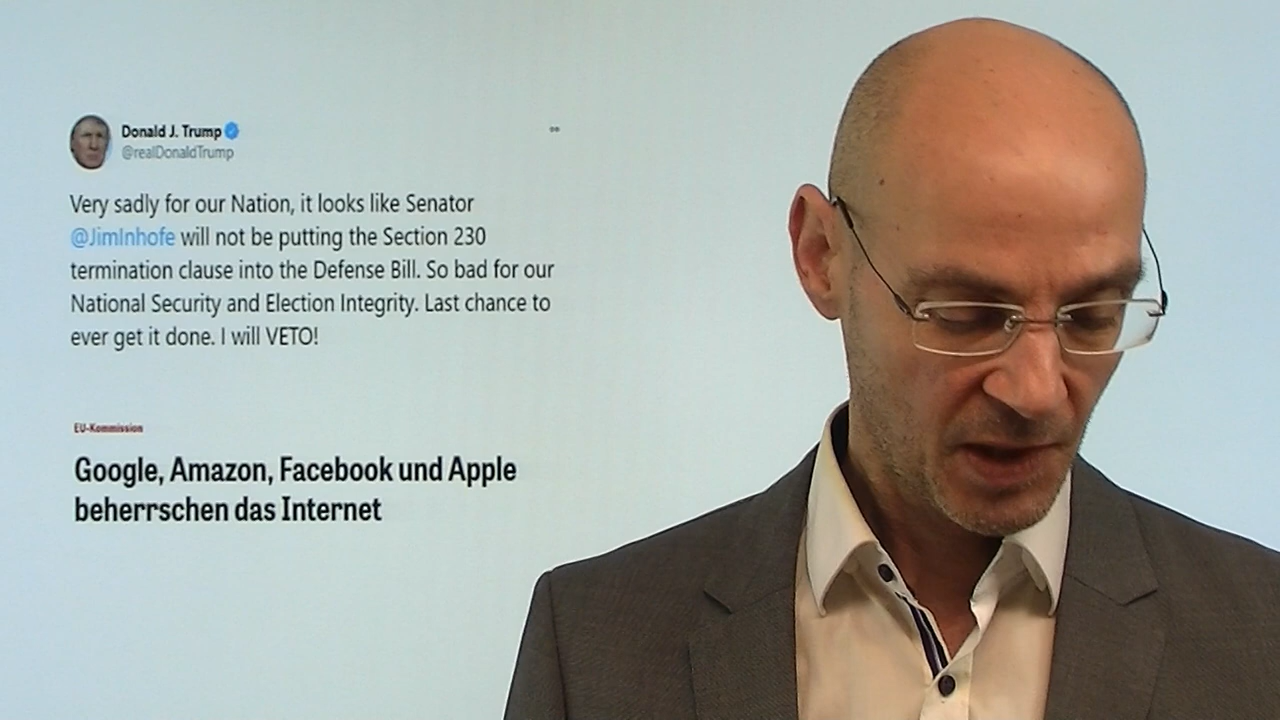 Donald J. Trump
@realDonaldTrump
Very sadly for our Nation, it looks like Senator
@JimInhofe will not be putting the Section 230
termination clause into the Defense Bill. So bad for our
National Security and Election Integrity. Last chance to
ever get it done. I will VETO!
EU-Kommission
Google, Amazon, Facebook und Apple
beherrschen das Internet